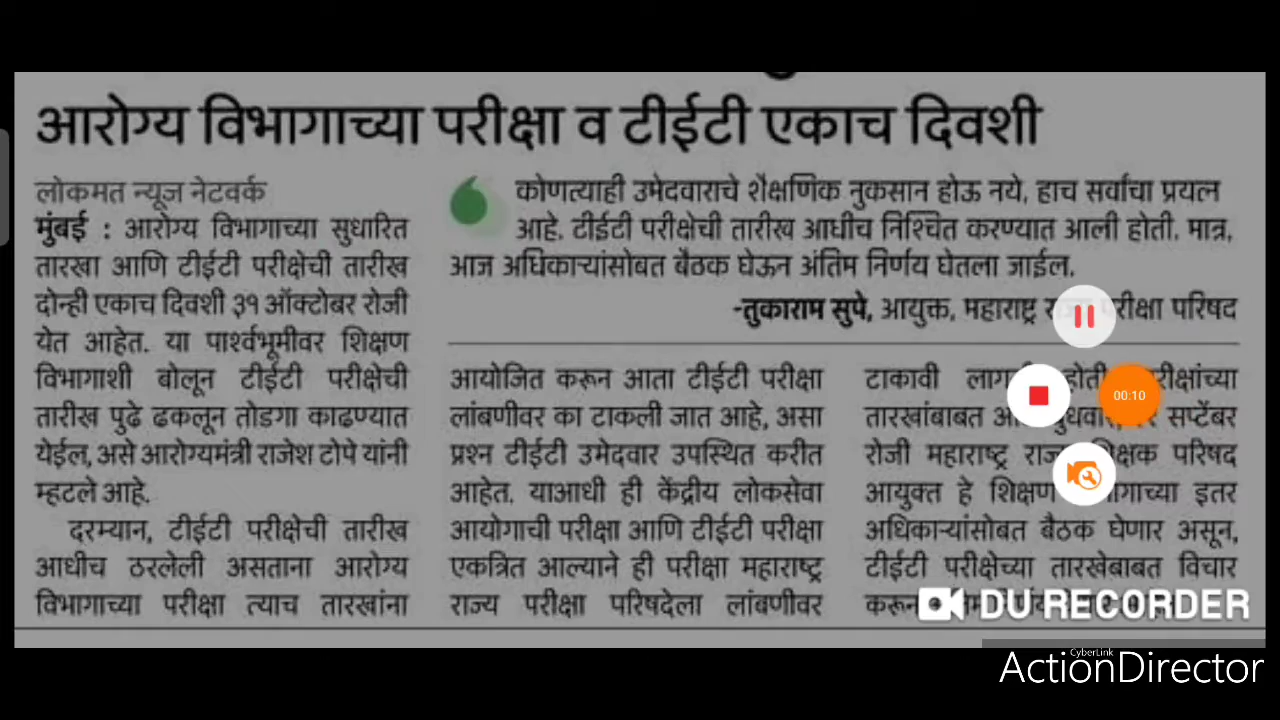 आरोग्य विभागाच्या परीक्षा व टीईटी एकाच दिवशी
लोकमत न्यूज नेटवर्क
मुंबई : आरोग्य विभागाच्या सुधारित
तारखा आणि टीईटी परीक्षेची तारीख
दोन्ही एकाच दिवशी ३१ ऑक्टोबर रोजी
येत आहेत. या पार्श्वभूमीवर शिक्षण
विभागाशी बोलून टीईटी परीक्षेची
तारीख पुढे ढकलून तोडगा काढण्यात
येईल, असे आरोग्यमंत्री राजेश टोपे यांनी
म्हटले आहे.
दरम्यान, टीईटी परीक्षेची तारीख
आधीच ठरलेली असताना आरोग्य
विभागाच्या परीक्षा त्याच तारखांना
कोणत्याही उमेदवाराचे शैक्षणिक नुकसान होऊ नये, हाच सर्वांचा प्रयत्न
आहे. टीईटी परीक्षेची तारीख आधीच निश्चित करण्यात आली होती. मात्र,
आज अधिकाऱ्यांसोबत बैठक घेऊन अंतिम निर्णय घेतला जाईल.
-तुकाराम सुपे, आयुक्त, महाराष्ट्र परीक्षा परिषद
आयोजित करून आता टीईटी परीक्षा
लांबणीवर का टाकली जात आहे, असा
प्रश्न टीईटी उमेदवार उपस्थित करीत
आहेत. याआधी ही केंद्रीय लोकसेवा
आयोगाची परीक्षा आणि टीईटी परीक्षा
एकत्रित आल्याने ही परीक्षा महाराष्ट्र
राज्य परीक्षा परिषदेला लांबणीवर
टाकावी होती
तारखांबाबत सप्टेंबर
रोजी महाराष्ट्र परिषद
आयुक्त हे शिक्षण इतर
अधिकाऱ्यांसोबत बैठक घेणार असून,
टीईटी परीक्षेच्या तारखेबाबत विचार
करून
00:10
DU RECORDER
CyberLink
ActionDirector